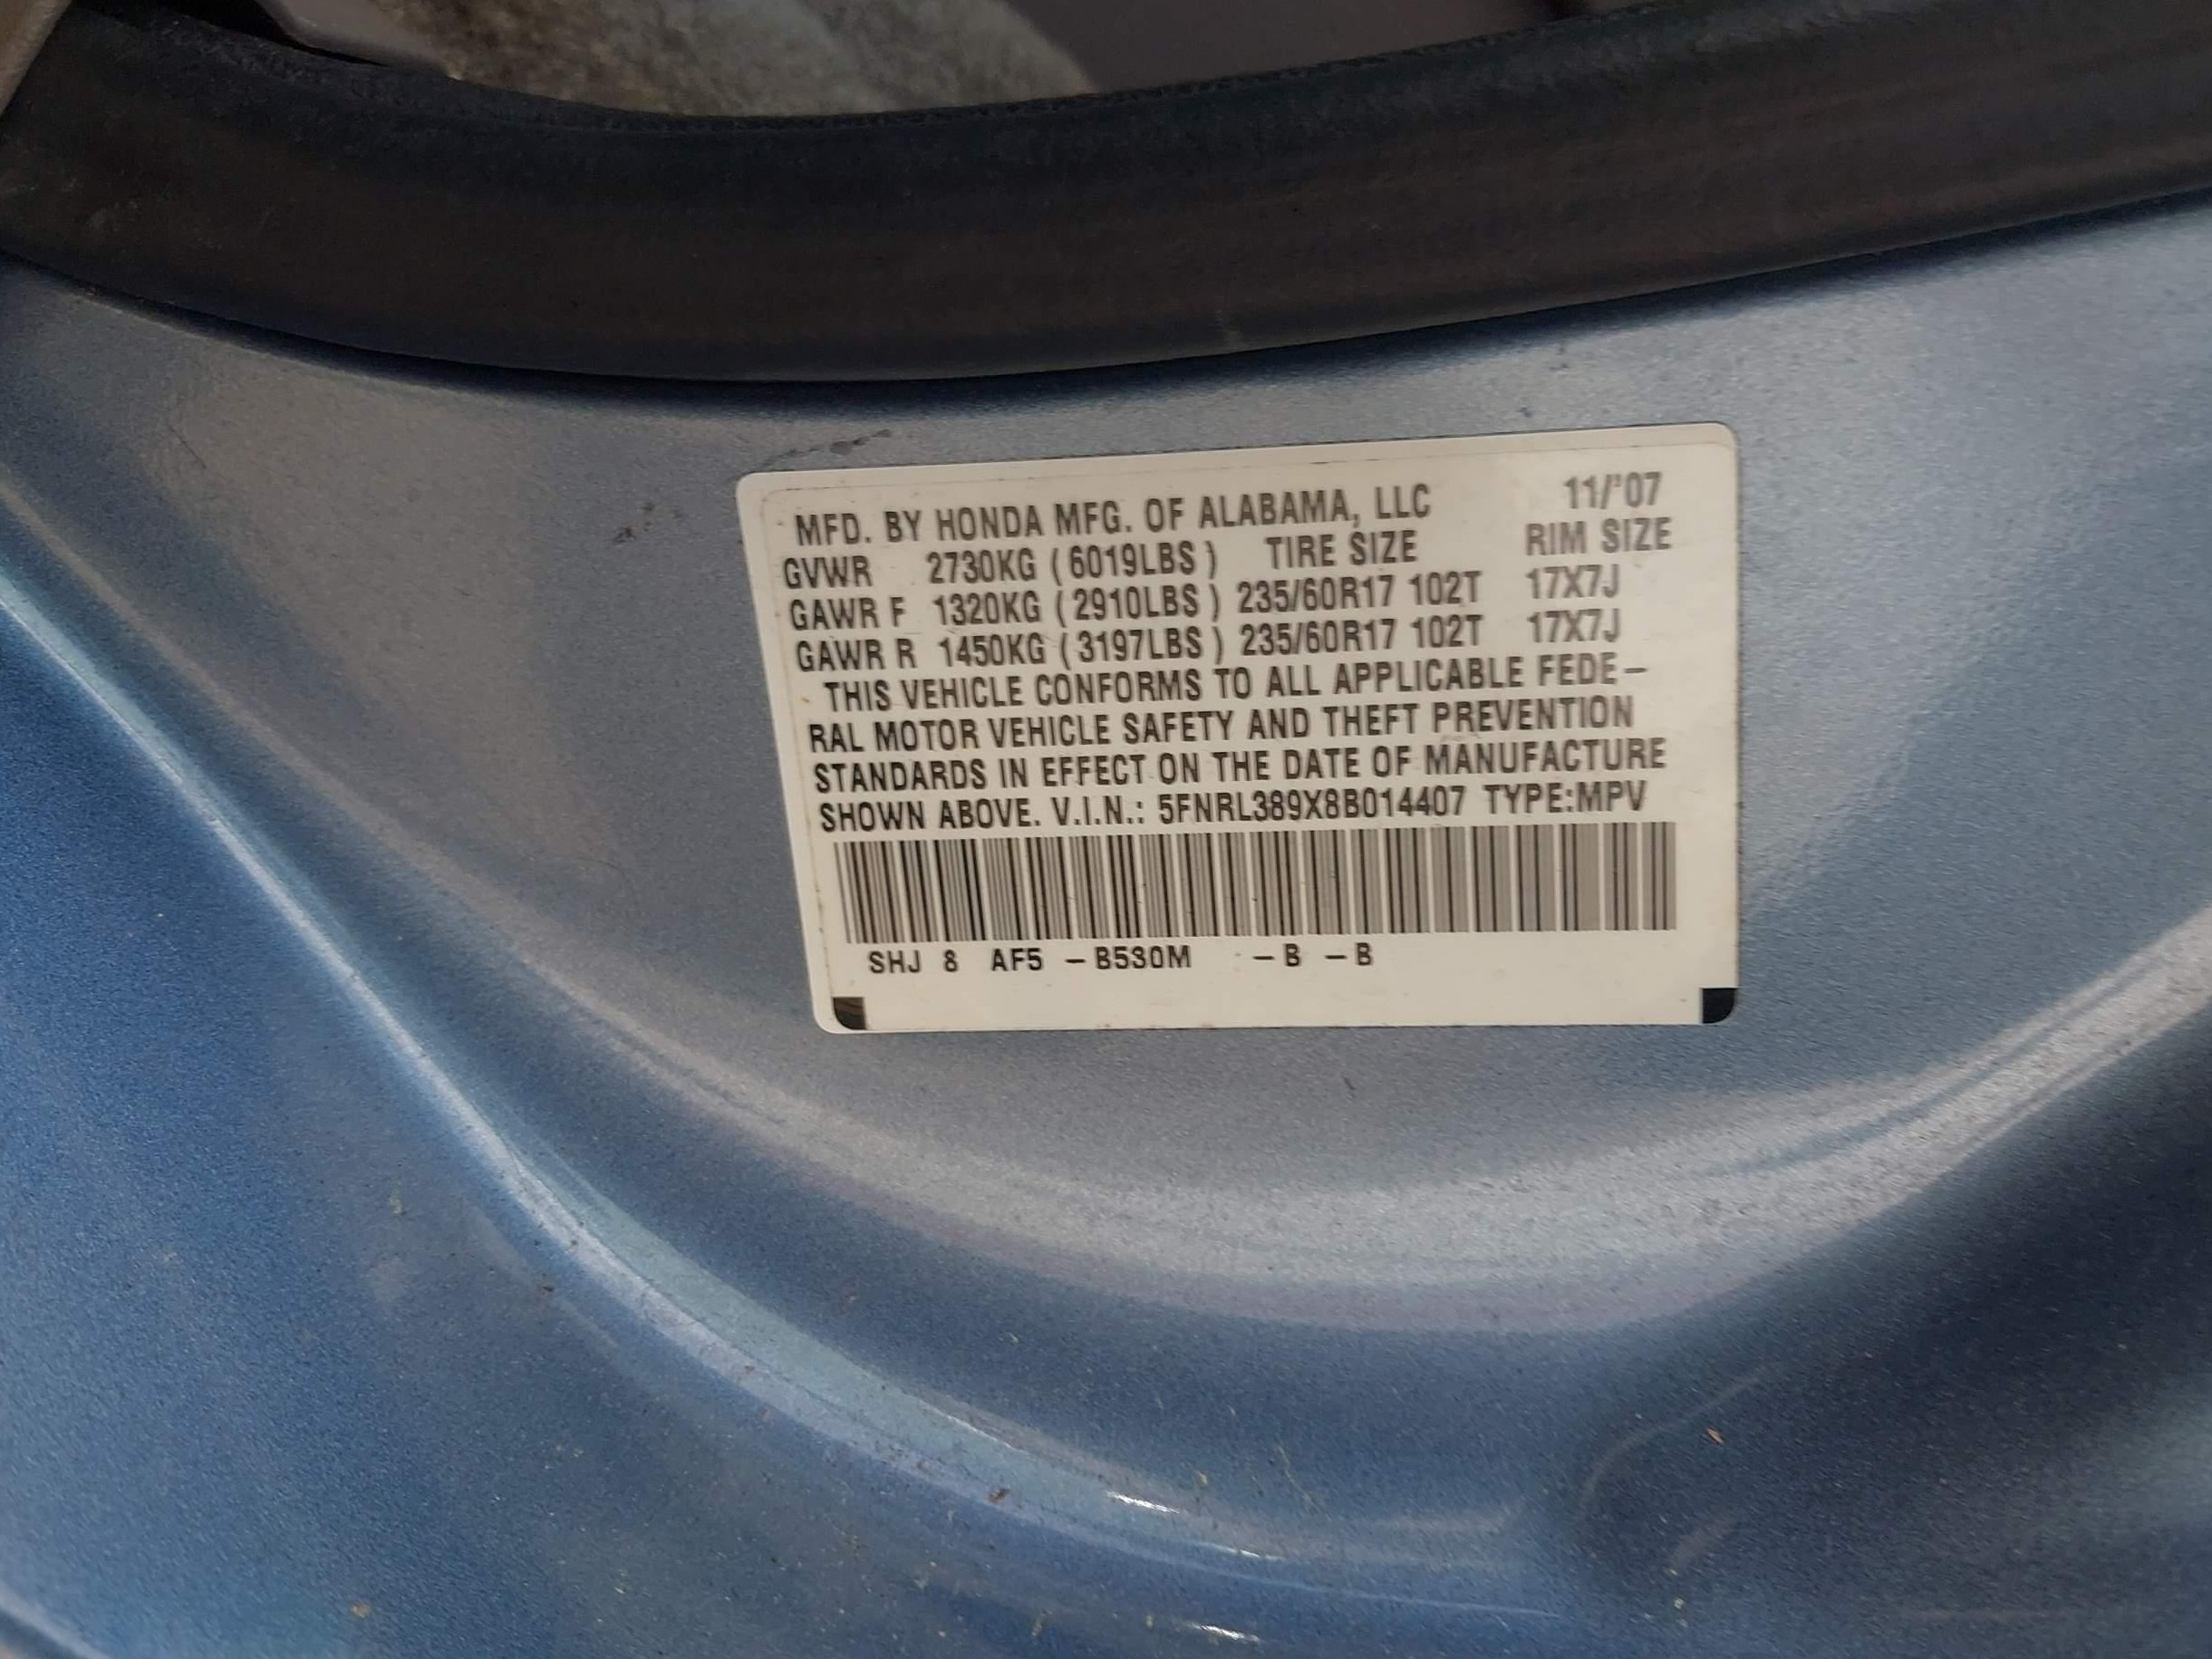 MFD. BY HONDA MFG. OF ALABAMA, LLC 11/'07
GVWR 2730KG (6019LBS) TIRE SIZE RIM SIZE
GAWR F 1320KG (2910LBS) 235/60R17 102T 17X7J
GAWR R 1450KG (3197LBS) 235/60R17 102T 17X7J
THIS VEHICLE CONFORMS TO ALL APPLICABLE FEDE-
RAL MOTOR VEHICLE SAFETY AND THEFT PREVENTION
STANDARDS IN EFFECT ON THE DATE OF MANUFACTURE
SHOWN ABOVE. V.I.N.: 5FNRL389X8B014407 TYPE:MPV
SHJ 8 AF5 -B530M -B -B